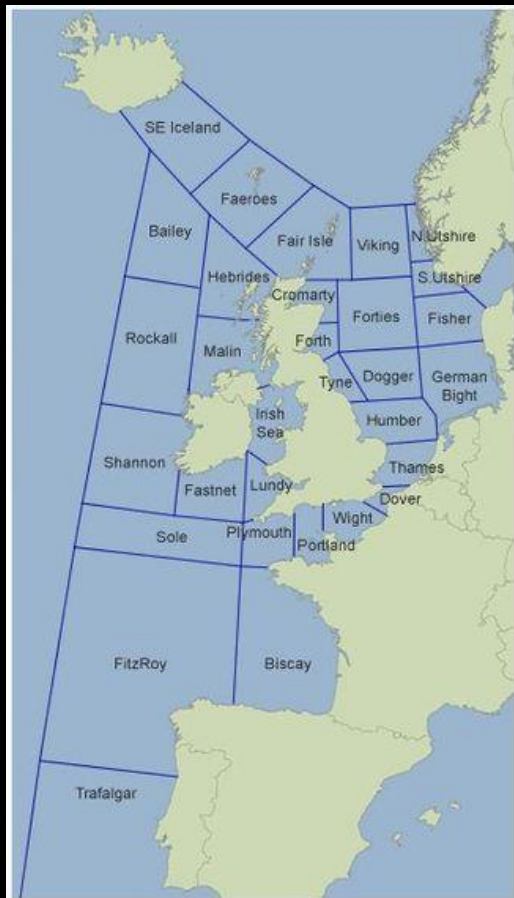 SE Iceland
Faeroes
Bailey
Fair Isle
Viking
N.Utshire
Hebrides
S.Utshire
Cromarty
Forties
Fisher
Rockall
Forth
Malin
Tyne
Dogger
German
Bight
Irish
Sea
Humber
Shannon
Thames
Fastnet
Lundy
Dover
Wight
Plymouth
Sole
Portland
FitzRoy
Biscay
Trafalgar